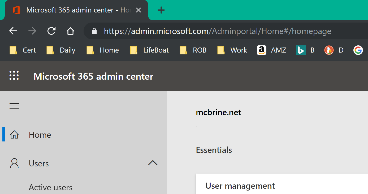 Microsoft 365 admin center - Ho
https://admin.microsoft.com/Adminportal/Home#/homepage
Cert Daily Home LifeBoat ROB Work AMZ B D
Microsoft 365 admin center
mcbrine.net
Home
Essentials
Users
User management
Active users